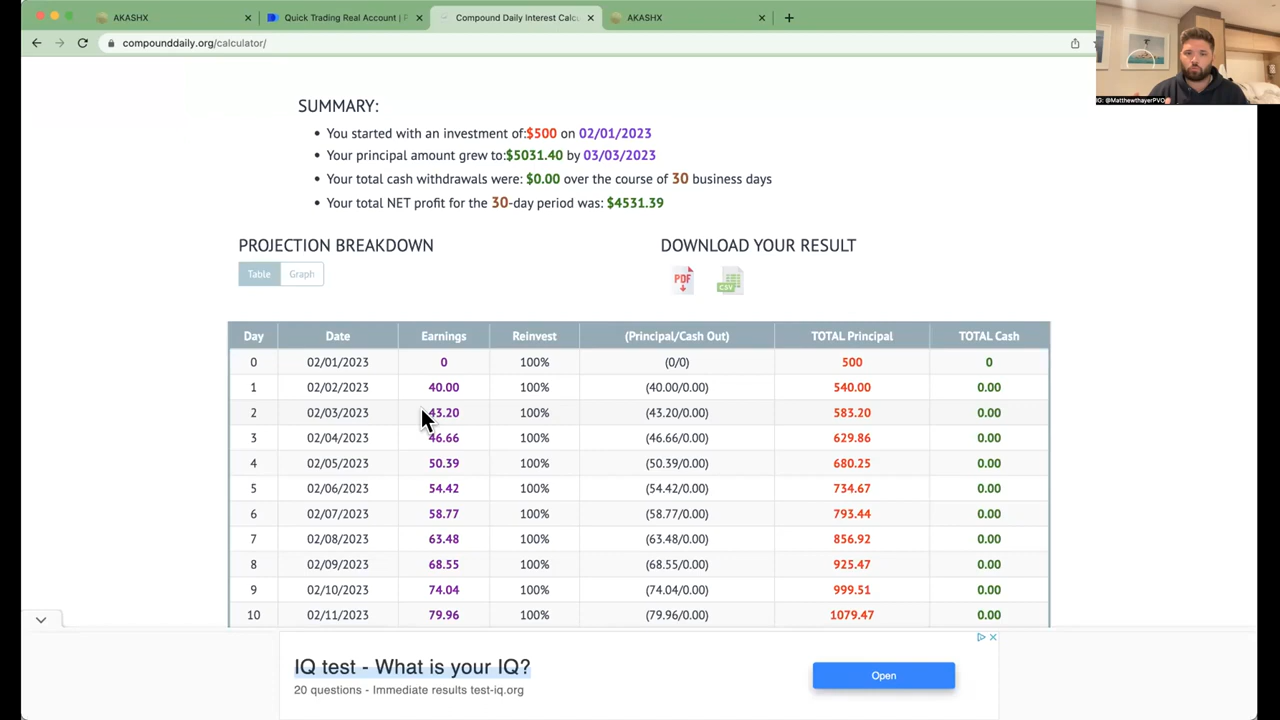 AKASHX
Quick Trading Real Account |
Compound Daily Interest Calc
AKASHX
compounddaily.org/calculator/
IG: @MatthewthayerPVO
SUMMARY:
You started with an investment of:$500 on 02/01/2023
Your principal amount grew to:$5031.40 by 03/03/2023
Your total cash withdrawals were: $0.00 over the course of 30 business days
Your total NET profit for the 30-day period was: $4531.39
PROJECTION BREAKDOWN
DOWNLOAD YOUR RESULT
Table Graph
PDF CSV
Day Date Earnings Reinvest (Principal/Cash Out) TOTAL Principal TOTAL Cash
0 02/01/2023 0 100% (0/0) 500 0
1 02/02/2023 40.00 100% (40.00/0.00) 540.00 0.00
2 02/03/2023 43.20 100% (43.20/0.00) 583.20 0.00
3 02/04/2023 46.66 100% (46.66/0.00) 629.86 0.00
4 02/05/2023 50.39 100% (50.39/0.00) 680.25 0.00
5 02/06/2023 54.42 100% (54.42/0.00) 734.67 0.00
6 02/07/2023 58.77 100% (58.77/0.00) 793.44 0.00
7 02/08/2023 63.48 100% (63.48/0.00) 856.92 0.00
8 02/09/2023 68.55 100% (68.55/0.00) 925.47 0.00
9 02/10/2023 74.04 100% (74.04/0.00) 999.51 0.00
10 02/11/2023 79.96 100% (79.96/0.00) 1079.47 0.00
IQ test - What is your IQ?
20 questions - Immediate results test-iq.org
Open